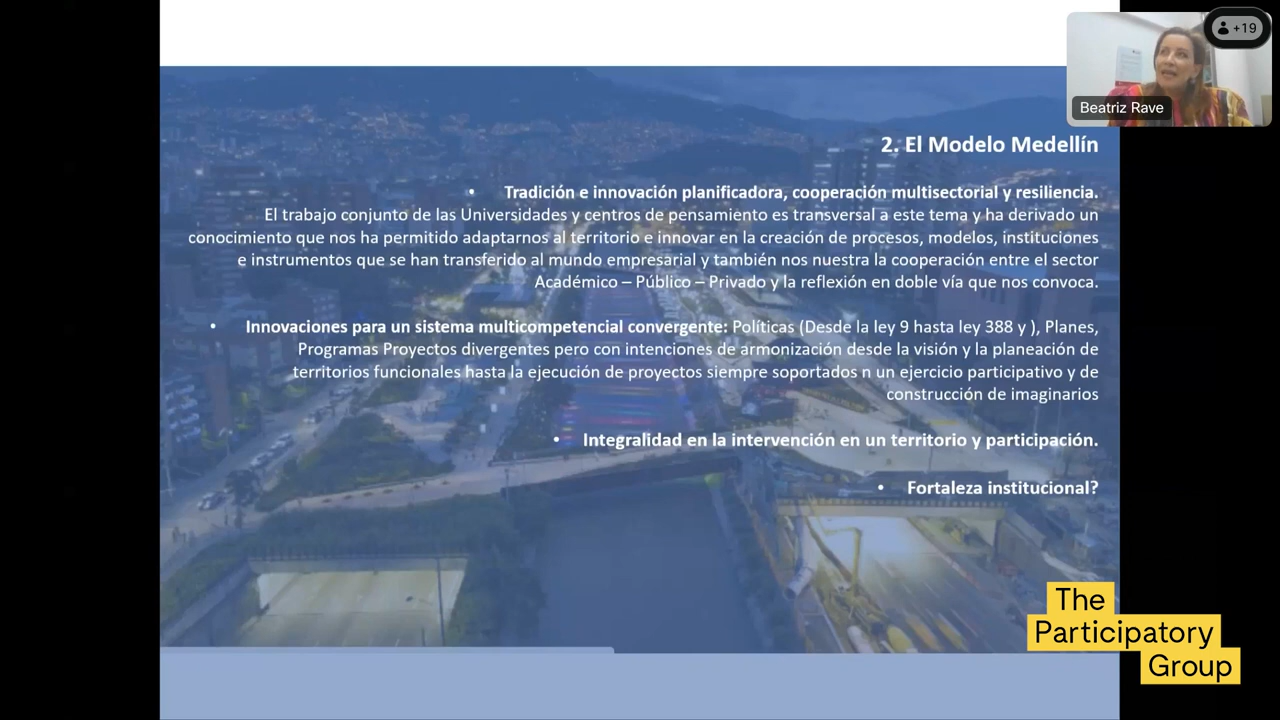 +19
Beatriz Rave
2. El Modelo Medellín
• Tradición e innovación planificadora, cooperación multisectorial y resiliencia.
El trabajo conjunto de las Universidades y centros de pensamiento es transversal a este tema y ha derivado un
conocimiento que nos ha permitido adaptarnos al territorio e innovar en la creación de procesos, modelos, instituciones
e instrumentos que se han transferido al mundo empresarial y también nos nuestra la cooperación entre el sector
Académico – Público – Privado y la reflexión en doble vía que nos convoca.
• Innovaciones para un sistema multicompetencial convergente: Políticas (Desde la ley 9 hasta ley 388 y ), Planes,
Programas Proyectos divergentes pero con intenciones de armonización desde la visión y la planeación de
territorios funcionales hasta la ejecución de proyectos siempre soportados n un ejercicio participativo y de
construcción de imaginarios
• Integralidad en la intervención en un territorio y participación.
• Fortaleza institucional?
The
Participatory
Group